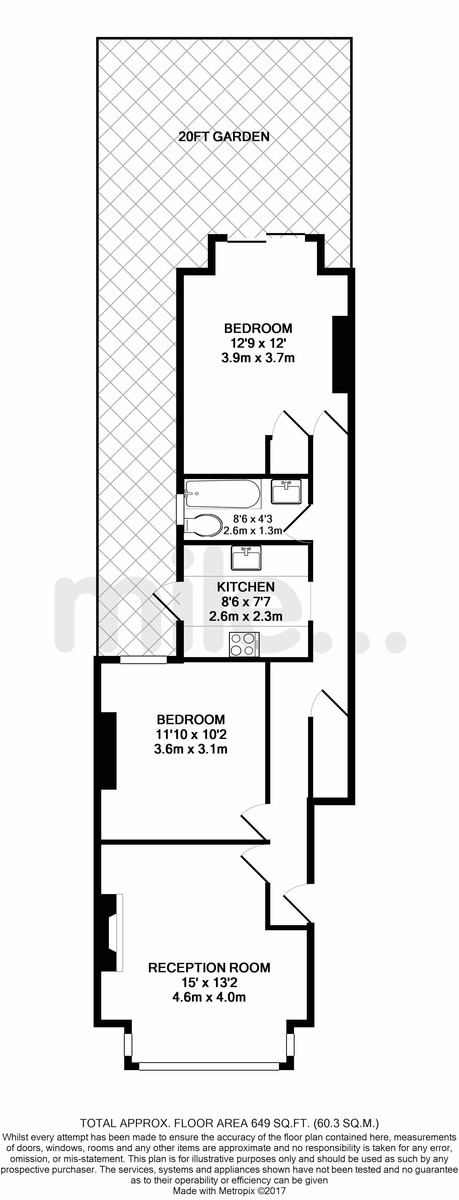 20FT GARDEN
BEDROOM
12'9 x 12'
3.9m x 3.7m
8'6 x 4'3
2.6m x 1.3m
KITCHEN
8'6 x 7'7
2.6m x 2.3m
mile...
BEDROOM
11'10 x 10'2
3.6m x 3.1m
RECEPTION ROOM
15' x 13'2
4.6m x 4.0m
TOTAL APPROX. FLOOR AREA 649 SQ.FT. (60.3 SQ.M.)
Whilst every attempt has been made to ensure the accuracy of the floor plan contained here, measurements
of doors, windows, rooms and any other items are approximate and no responsibility is taken for any error,
omission, or mis-statement. This plan is for illustrative purposes only and should be used as such by any
prospective purchaser. The services, systems and appliances shown have not been tested and no guarantee
as to their operability or efficiency can be given
Made with Metropix ©2017